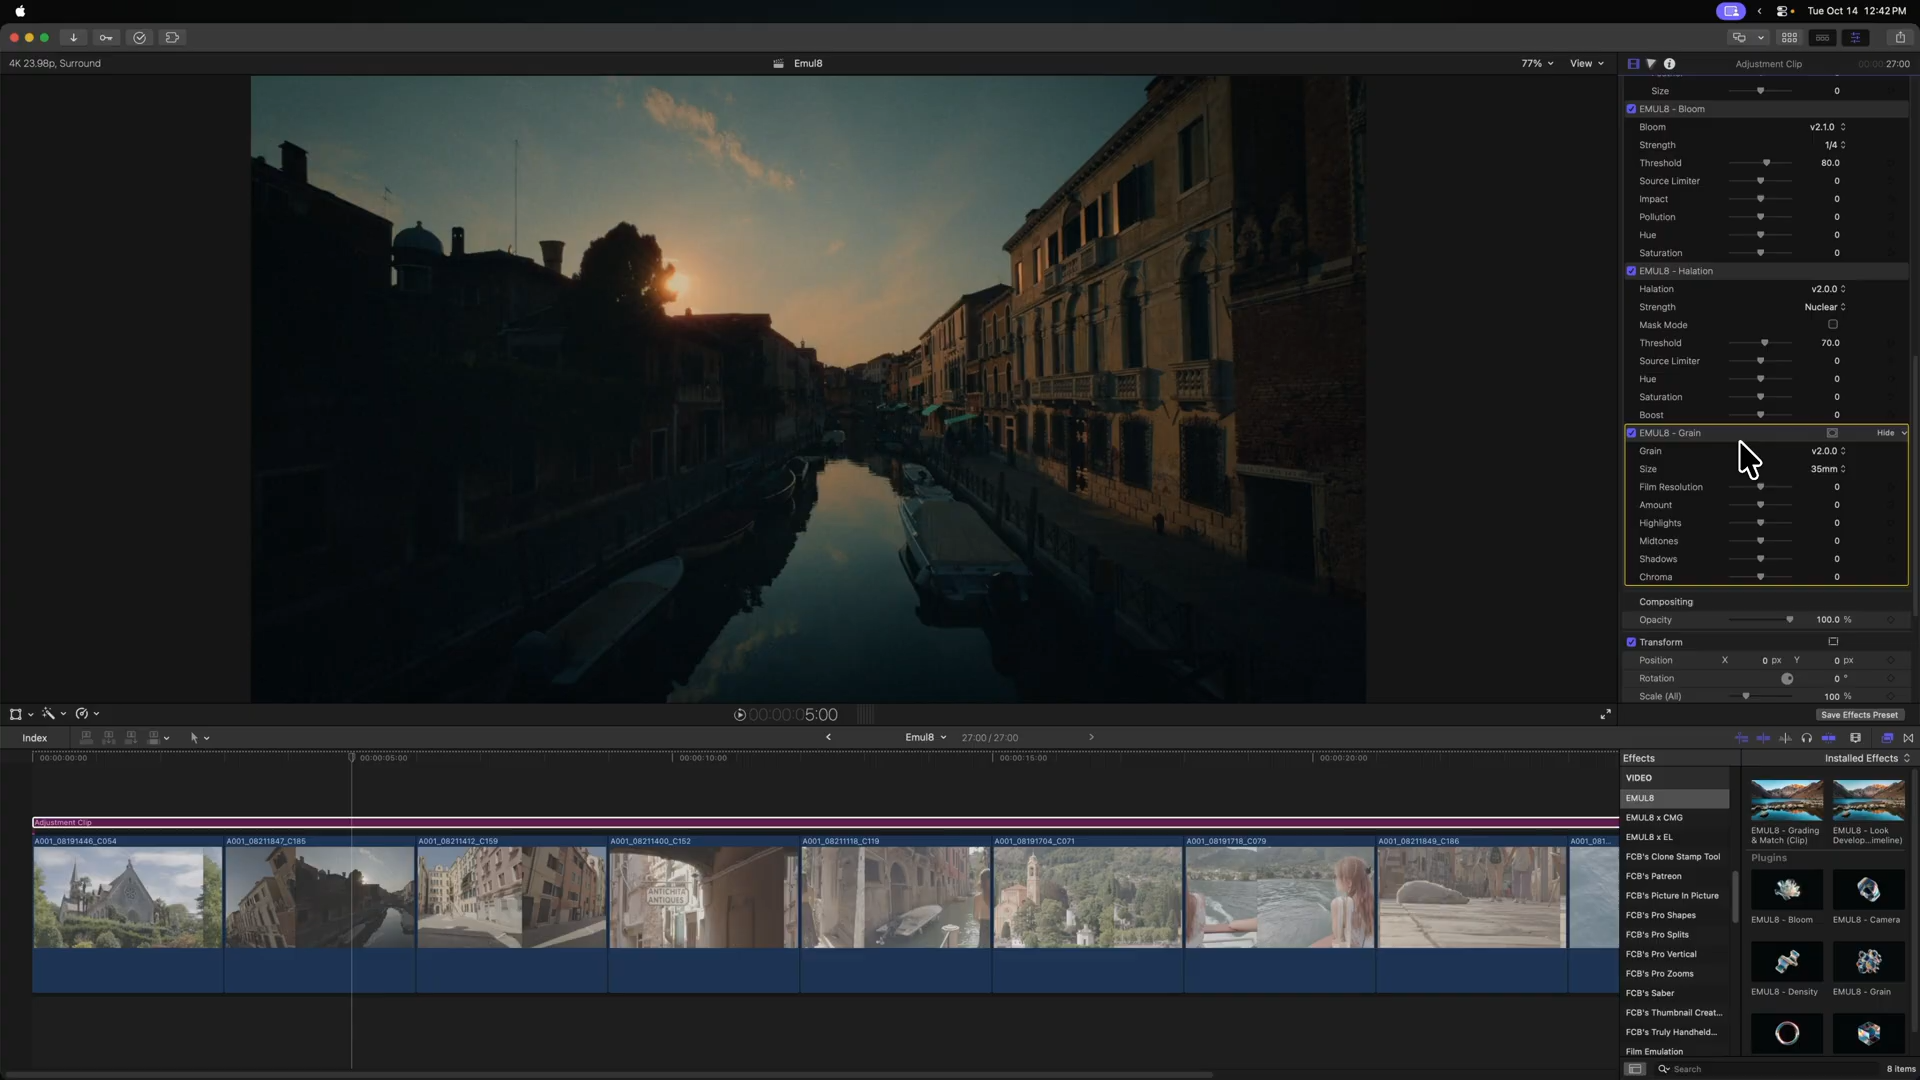 Tue Oct 14 12:42 PM
4K 23.98p, Surround
Emul8
77%
View
Adjustment Clip
00:00:27:00
Size 0
EMUL8 - Bloom
Bloom v2.1.0
Strength 1/4
Threshold 80.0
Source Limiter 0
Impact 0
Pollution 0
Hue 0
Saturation 0
EMUL8 - Halation
Halation v2.0.0
Strength Nuclear
Mask Mode
Threshold 70.0
Source Limiter 0
Hue 0
Saturation 0
Boost 0
EMUL8 - Grain Hide
Grain v2.0.0
Size 35mm
Film Resolution 0
Amount 0
Highlights 0
Midtones 0
Shadows 0
Chroma 0
Compositing
Opacity 100.0 %
Transform
Position X 0 px Y 0 px
Rotation 0 °
Scale (All) 100 %
00:00:05:00
Save Effects Preset
Index
Emul8
27:00 / 27:00
00:00:00:00
00:00:05:00
00:00:10:00
00:00:15:00
00:00:20:00
Adjustment Clip
A001_08191446_C054
A001_08211847_C185
A001_08211412_C159
A001_08211400_C152
A001_08211118_C119
A001_08191704_C071
A001_08191718_C079
A001_08211849_C186
A001_081...
ANTICHITA
ANTIQUES
Effects
Installed Effects
VIDEO
EMUL8
EMUL8 x CMG
EMUL8 x EL
FCB's Clone Stamp Tool
FCB's Patreon
FCB's Picture In Picture
FCB's Pro Shapes
FCB's Pro Splits
FCB's Pro Vertical
FCB's Pro Zooms
FCB's Saber
FCB's Thumbnail Creat...
FCB's Truly Handheld...
Film Emulation
EMUL8 - Grading
& Match (Clip)
EMUL8 - Look
Develop...imeline)
Plugins
EMUL8 - Bloom
EMUL8 - Camera
EMUL8 - Density
EMUL8 - Grain
Search
8 items